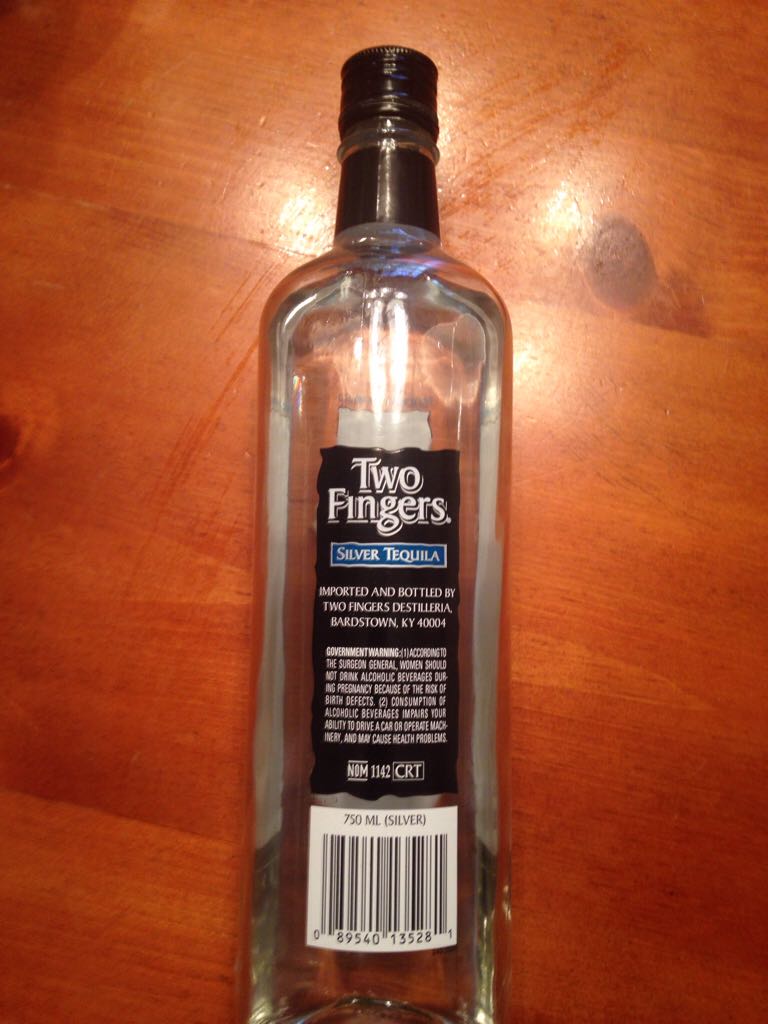 Two
Fingers.
SILVER TEQUILA
IMPORTED AND BOTTLED BY
TWO FINGERS DESTILLERIA,
BARDSTOWN, KY 40004
GOVERNMENT WARNING: (1) ACCORDING TO
THE SURGEON GENERAL, WOMEN SHOULD
NOT DRINK ALCOHOLIC BEVERAGES DUR-
ING PREGNANCY BECAUSE OF THE RISK OF
BIRTH DEFECTS. (2) CONSUMPTION OF
ALCOHOLIC BEVERAGES IMPAIRS YOUR
ABILITY TO DRIVE A CAR OR OPERATE MACH-
INERY, AND MAY CAUSE HEALTH PROBLEMS.
NOM 1142 CRT
750 ML (SILVER)
0 89540 13528 1